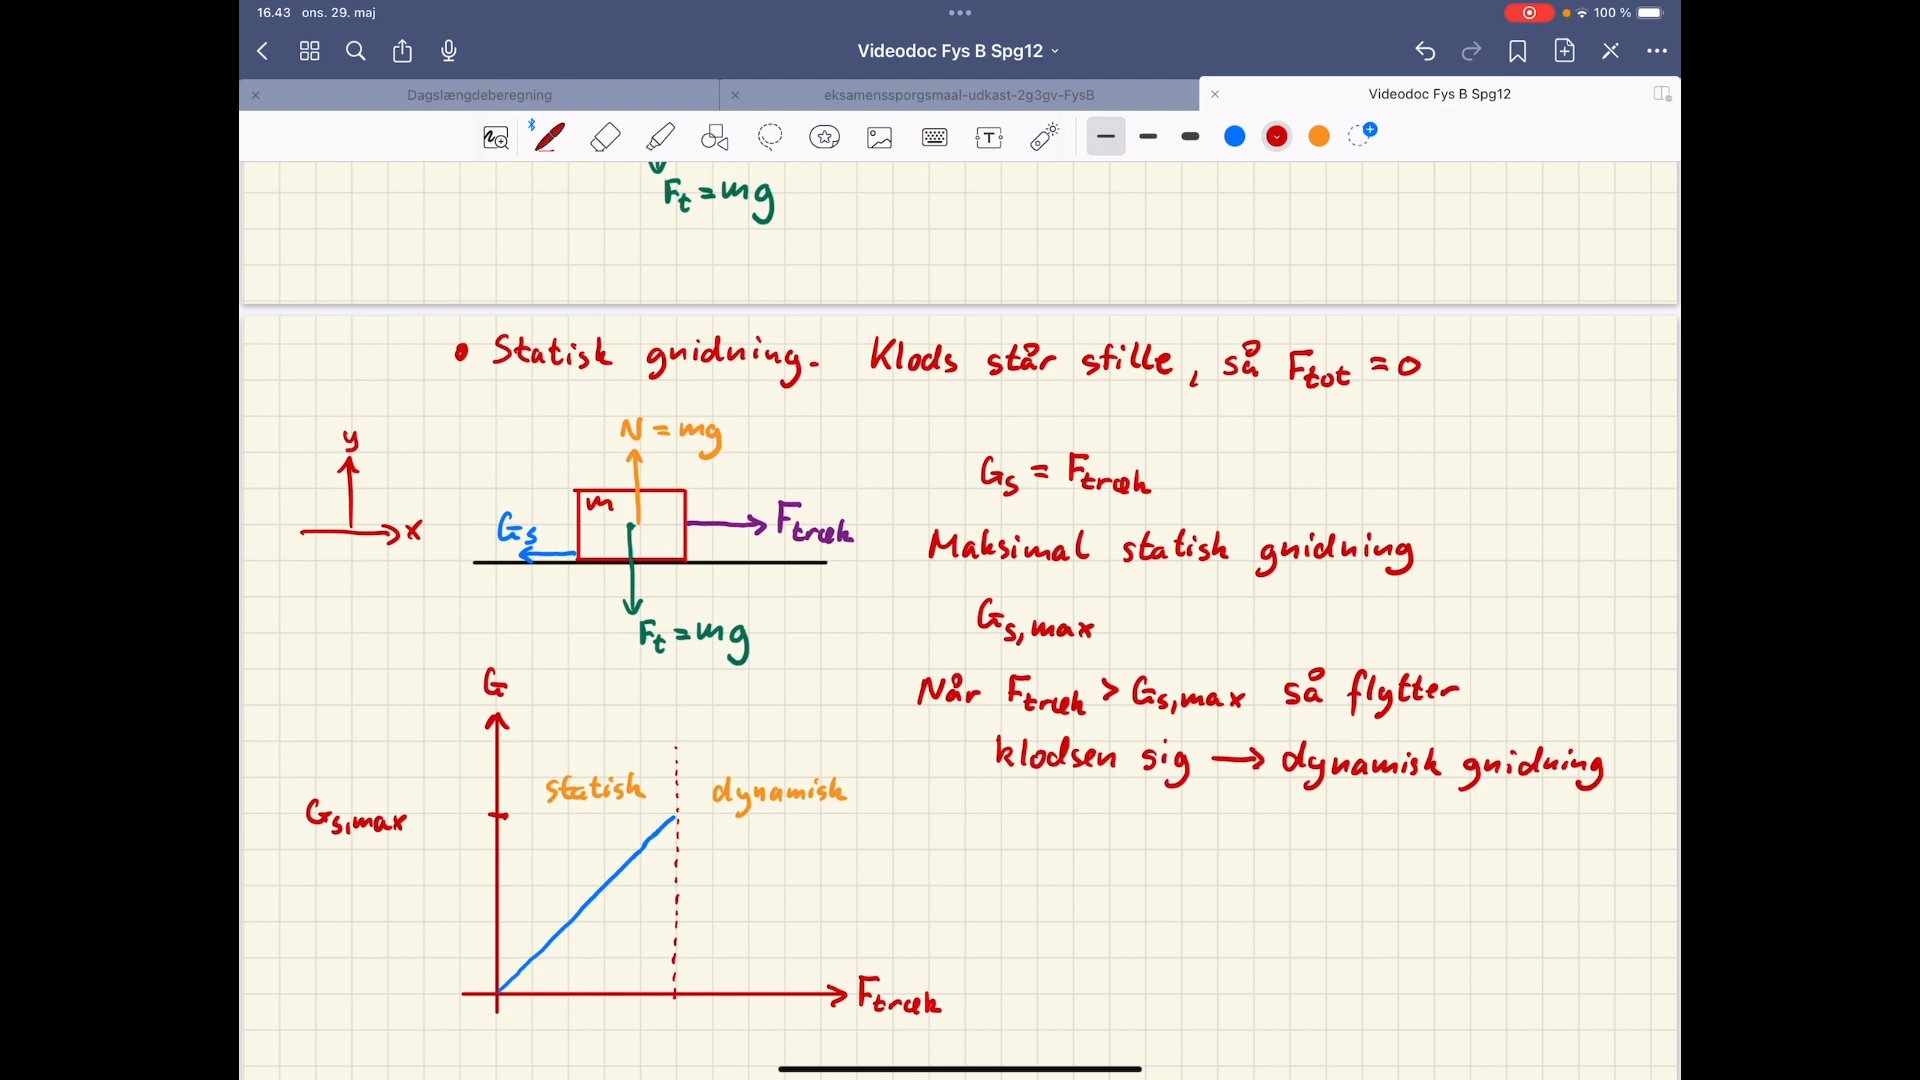 16.43 ons. 29. maj
100 %
Videodoc Fys B Spg12
Dagslængdeberegning
eksamenssporgsmaal-udkast-2g3gv-FysB
Videodoc Fys B Spg12
T
Ft = mg
• Statisk gnidning. Klods står stille, så Ftot = 0
y
x
N = mg
m
Gs
Ftræk
Ft = mg
Gs = Ftræk
Maksimal statisk gnidning
Gs,max
Når Ftræk > Gs,max så flytter
klodsen sig → dynamisk gnidning
G
statisk
dynamisk
Gs,max
Ftræk